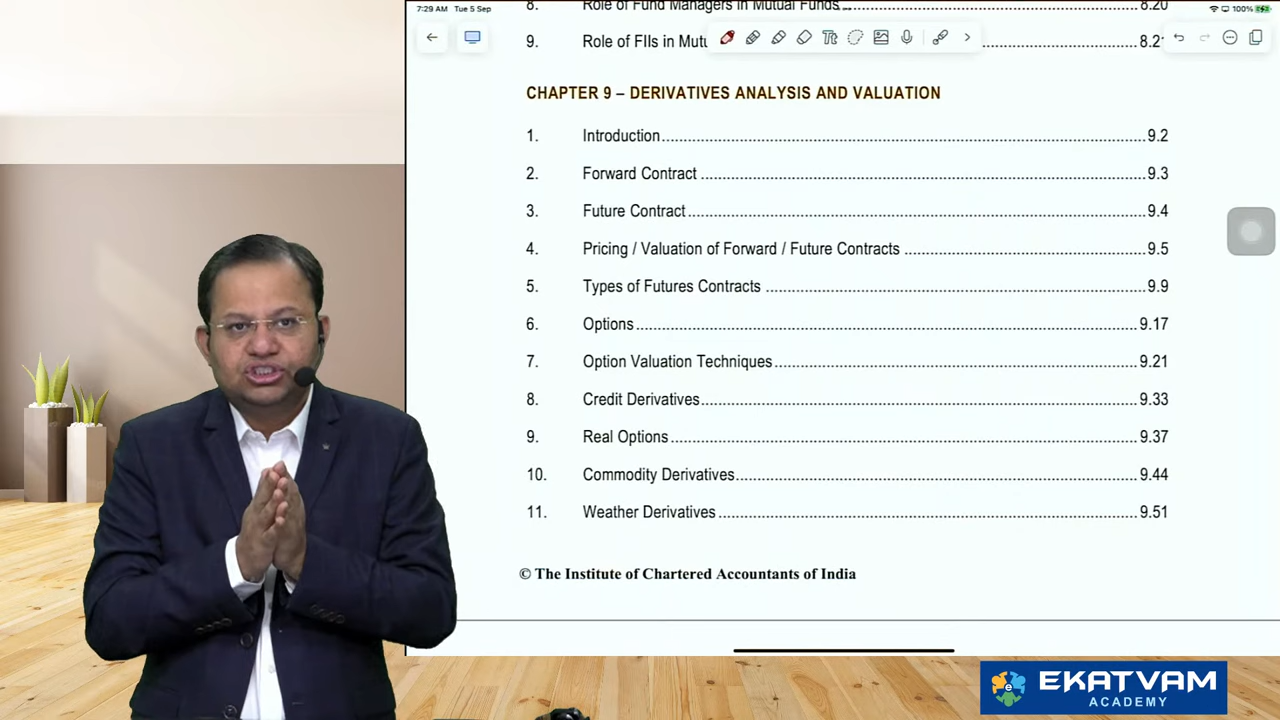 7:29 AM Tue 5 Sep
100%
8. Role of Fund Managers in Mutual Funds 8.20
9. Role of FIIs in Mutu 8.21
CHAPTER 9 – DERIVATIVES ANALYSIS AND VALUATION
1. Introduction 9.2
2. Forward Contract 9.3
3. Future Contract 9.4
4. Pricing / Valuation of Forward / Future Contracts 9.5
5. Types of Futures Contracts 9.9
6. Options 9.17
7. Option Valuation Techniques 9.21
8. Credit Derivatives 9.33
9. Real Options 9.37
10. Commodity Derivatives 9.44
11. Weather Derivatives 9.51
© The Institute of Chartered Accountants of India
EKATVAM
ACADEMY